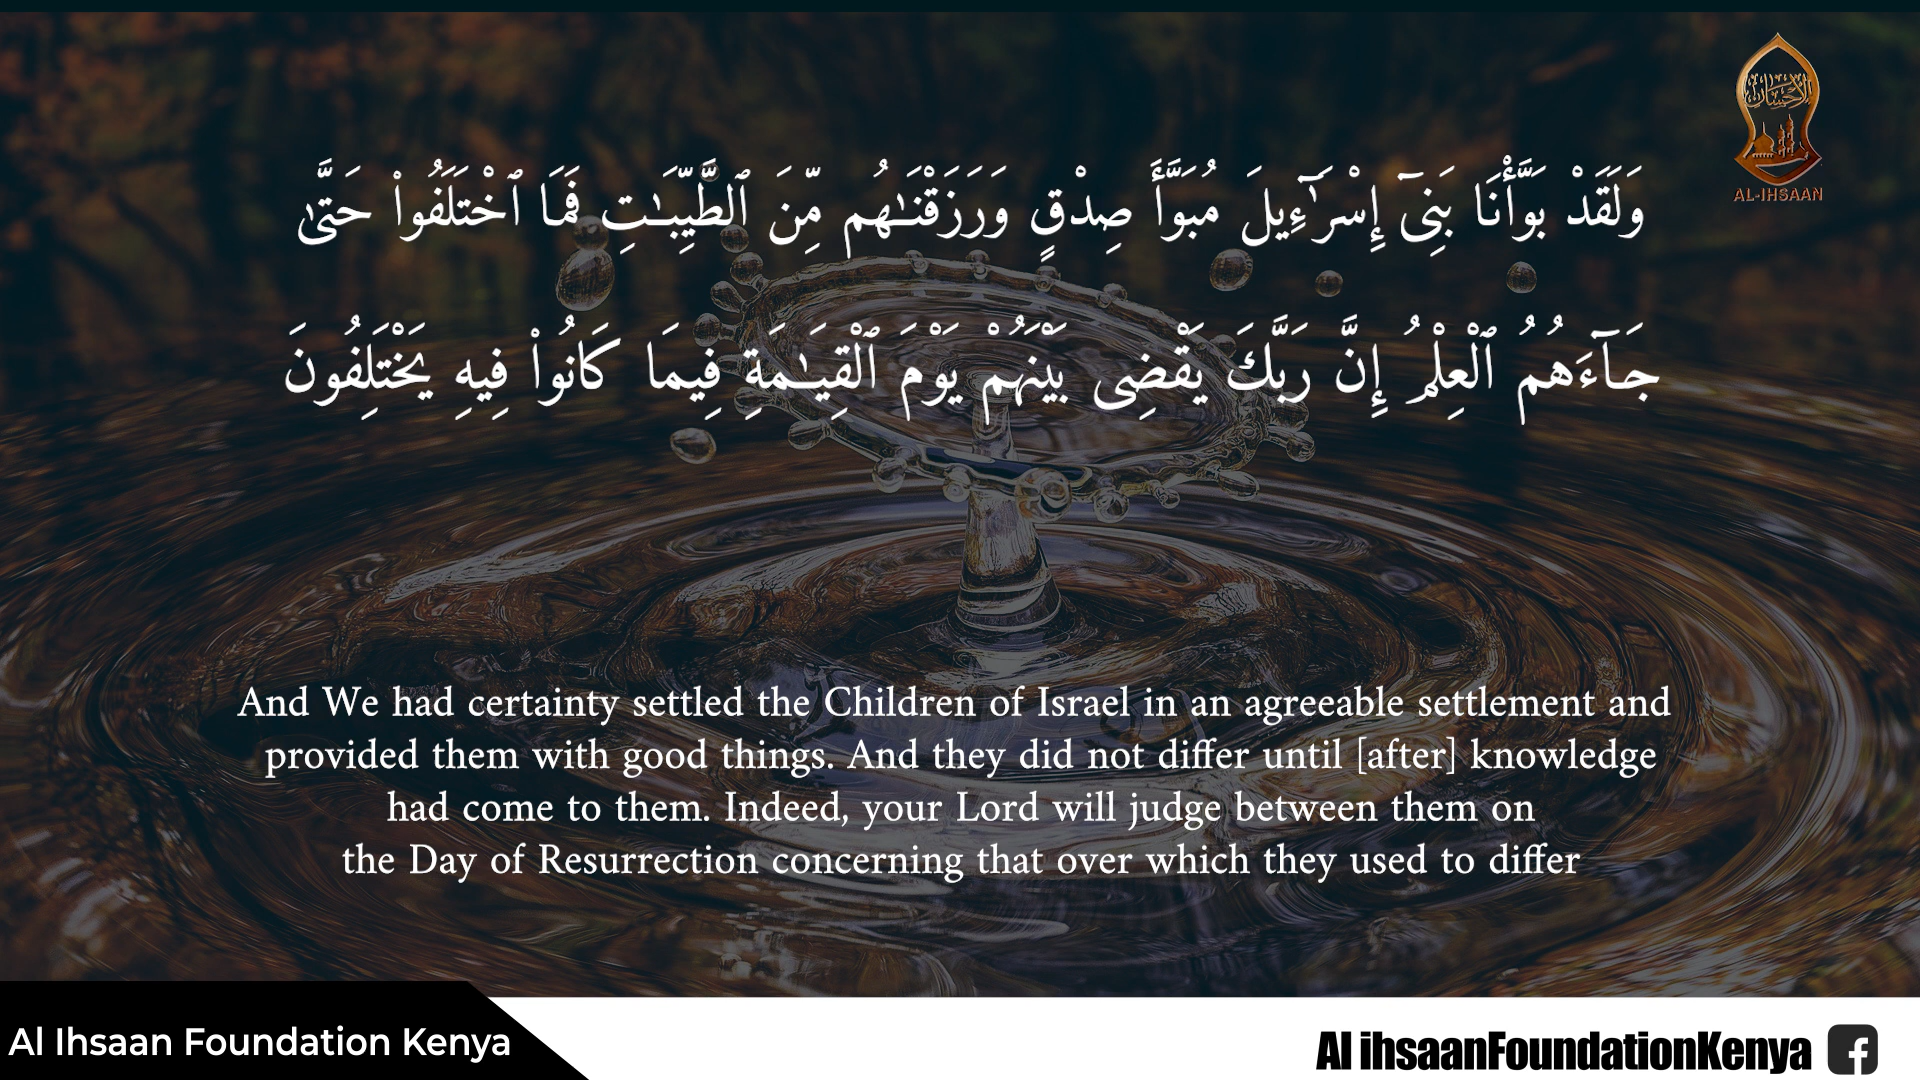 وَلَقَدْ بَوَّأْنَا بَنِىٓ إِسْرَٰٓءِيلَ مُبَوَّأَ صِدْقٍ وَرَزَقْنَـٰهُم مِّنَ ٱلطَّيِّبَـٰتِ فَمَا ٱخْتَلَفُوا۟ حَتَّىٰ
جَآءَهُمُ ٱلْعِلْمُ إِنَّ رَبَّكَ يَقْضِى بَيْنَهُمْ يَوْمَ ٱلْقِيَـٰمَةِ فِيمَا كَانُوا۟ فِيهِ يَخْتَلِفُونَ
الإحسان
AL-IHSAAN
And We had certainty settled the Children of Israel in an agreeable settlement and
provided them with good things. And they did not differ until [after] knowledge
had come to them. Indeed, your Lord will judge between them on
the Day of Resurrection concerning that over which they used to differ
Al Ihsaan Foundation Kenya
Al ihsaanFoundationKenya